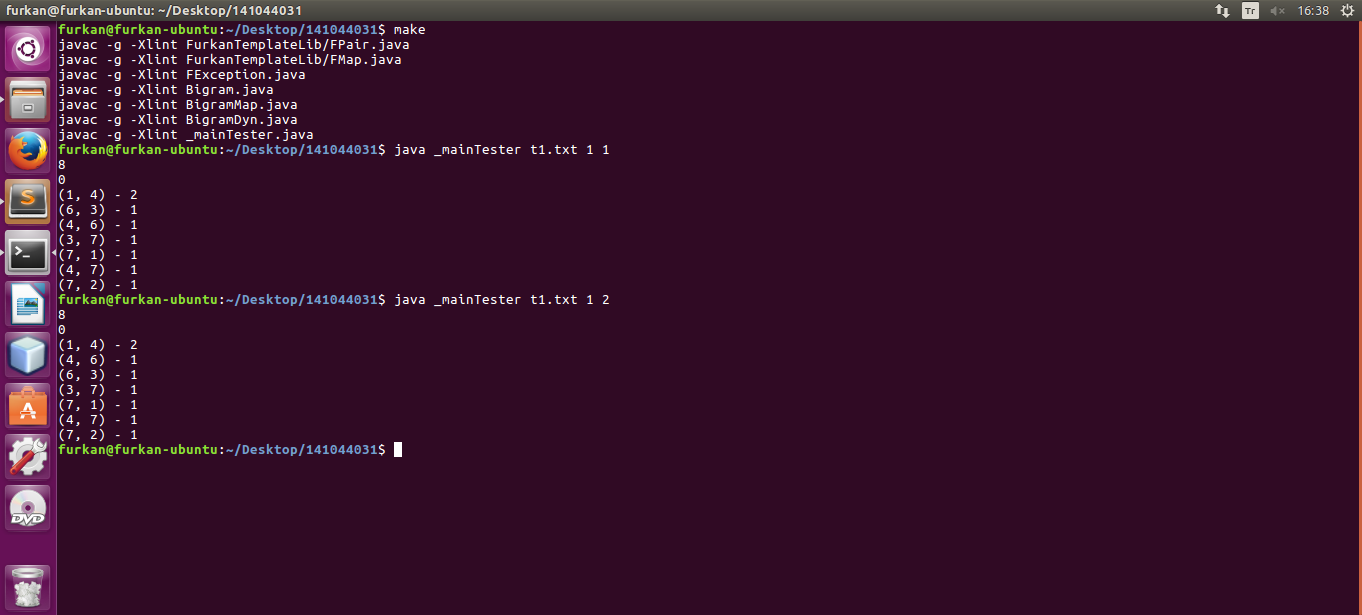 furkan@furkan-ubuntu: ~/Desktop/141044031
Tr
16:38
furkan@furkan-ubuntu:~/Desktop/141044031$ make
javac -g -Xlint FurkanTemplateLib/FPair.java
javac -g -Xlint FurkanTemplateLib/FMap.java
javac -g -Xlint FException.java
javac -g -Xlint Bigram.java
javac -g -Xlint BigramMap.java
javac -g -Xlint BigramDyn.java
javac -g -Xlint _mainTester.java
furkan@furkan-ubuntu:~/Desktop/141044031$ java _mainTester t1.txt 1 1
8
0
(1, 4) - 2
(6, 3) - 1
(4, 6) - 1
(3, 7) - 1
(7, 1) - 1
(4, 7) - 1
(7, 2) - 1
furkan@furkan-ubuntu:~/Desktop/141044031$ java _mainTester t1.txt 1 2
8
0
(1, 4) - 2
(4, 6) - 1
(6, 3) - 1
(3, 7) - 1
(7, 1) - 1
(4, 7) - 1
(7, 2) - 1
furkan@furkan-ubuntu:~/Desktop/141044031$
S
>_
A
DVD